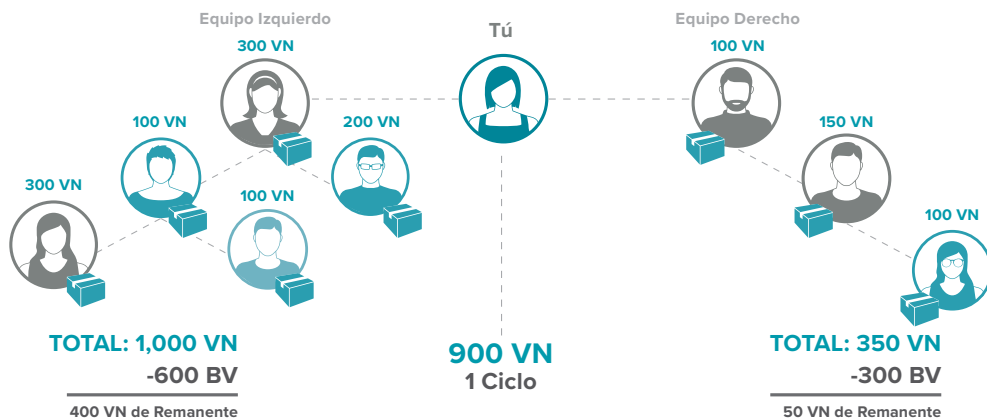 Equipo Izquierdo
Tú
Equipo Derecho
300 VN
100 VN
100 VN
200 VN
150 VN
300 VN
100 VN
100 VN
TOTAL: 1,000 VN
-600 BV
400 VN de Remanente
900 VN
1 Ciclo
TOTAL: 350 VN
-300 BV
50 VN de Remanente